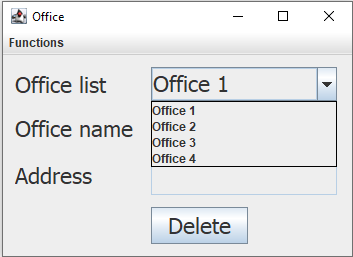 Office
Functions
Office list
Office 1
Office 1
Office 2
Office 3
Office 4
Office name
Address
Delete